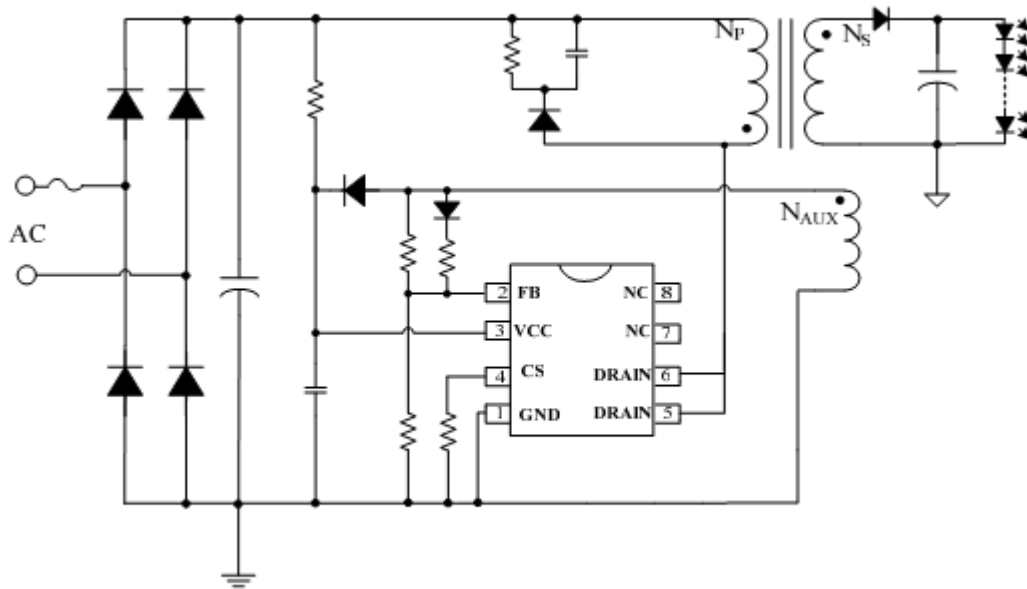 NP
NS
AC
NAUX
2 FB
NC 8
3 VCC
NC 7
4 CS
DRAIN 6
1 GND
DRAIN 5